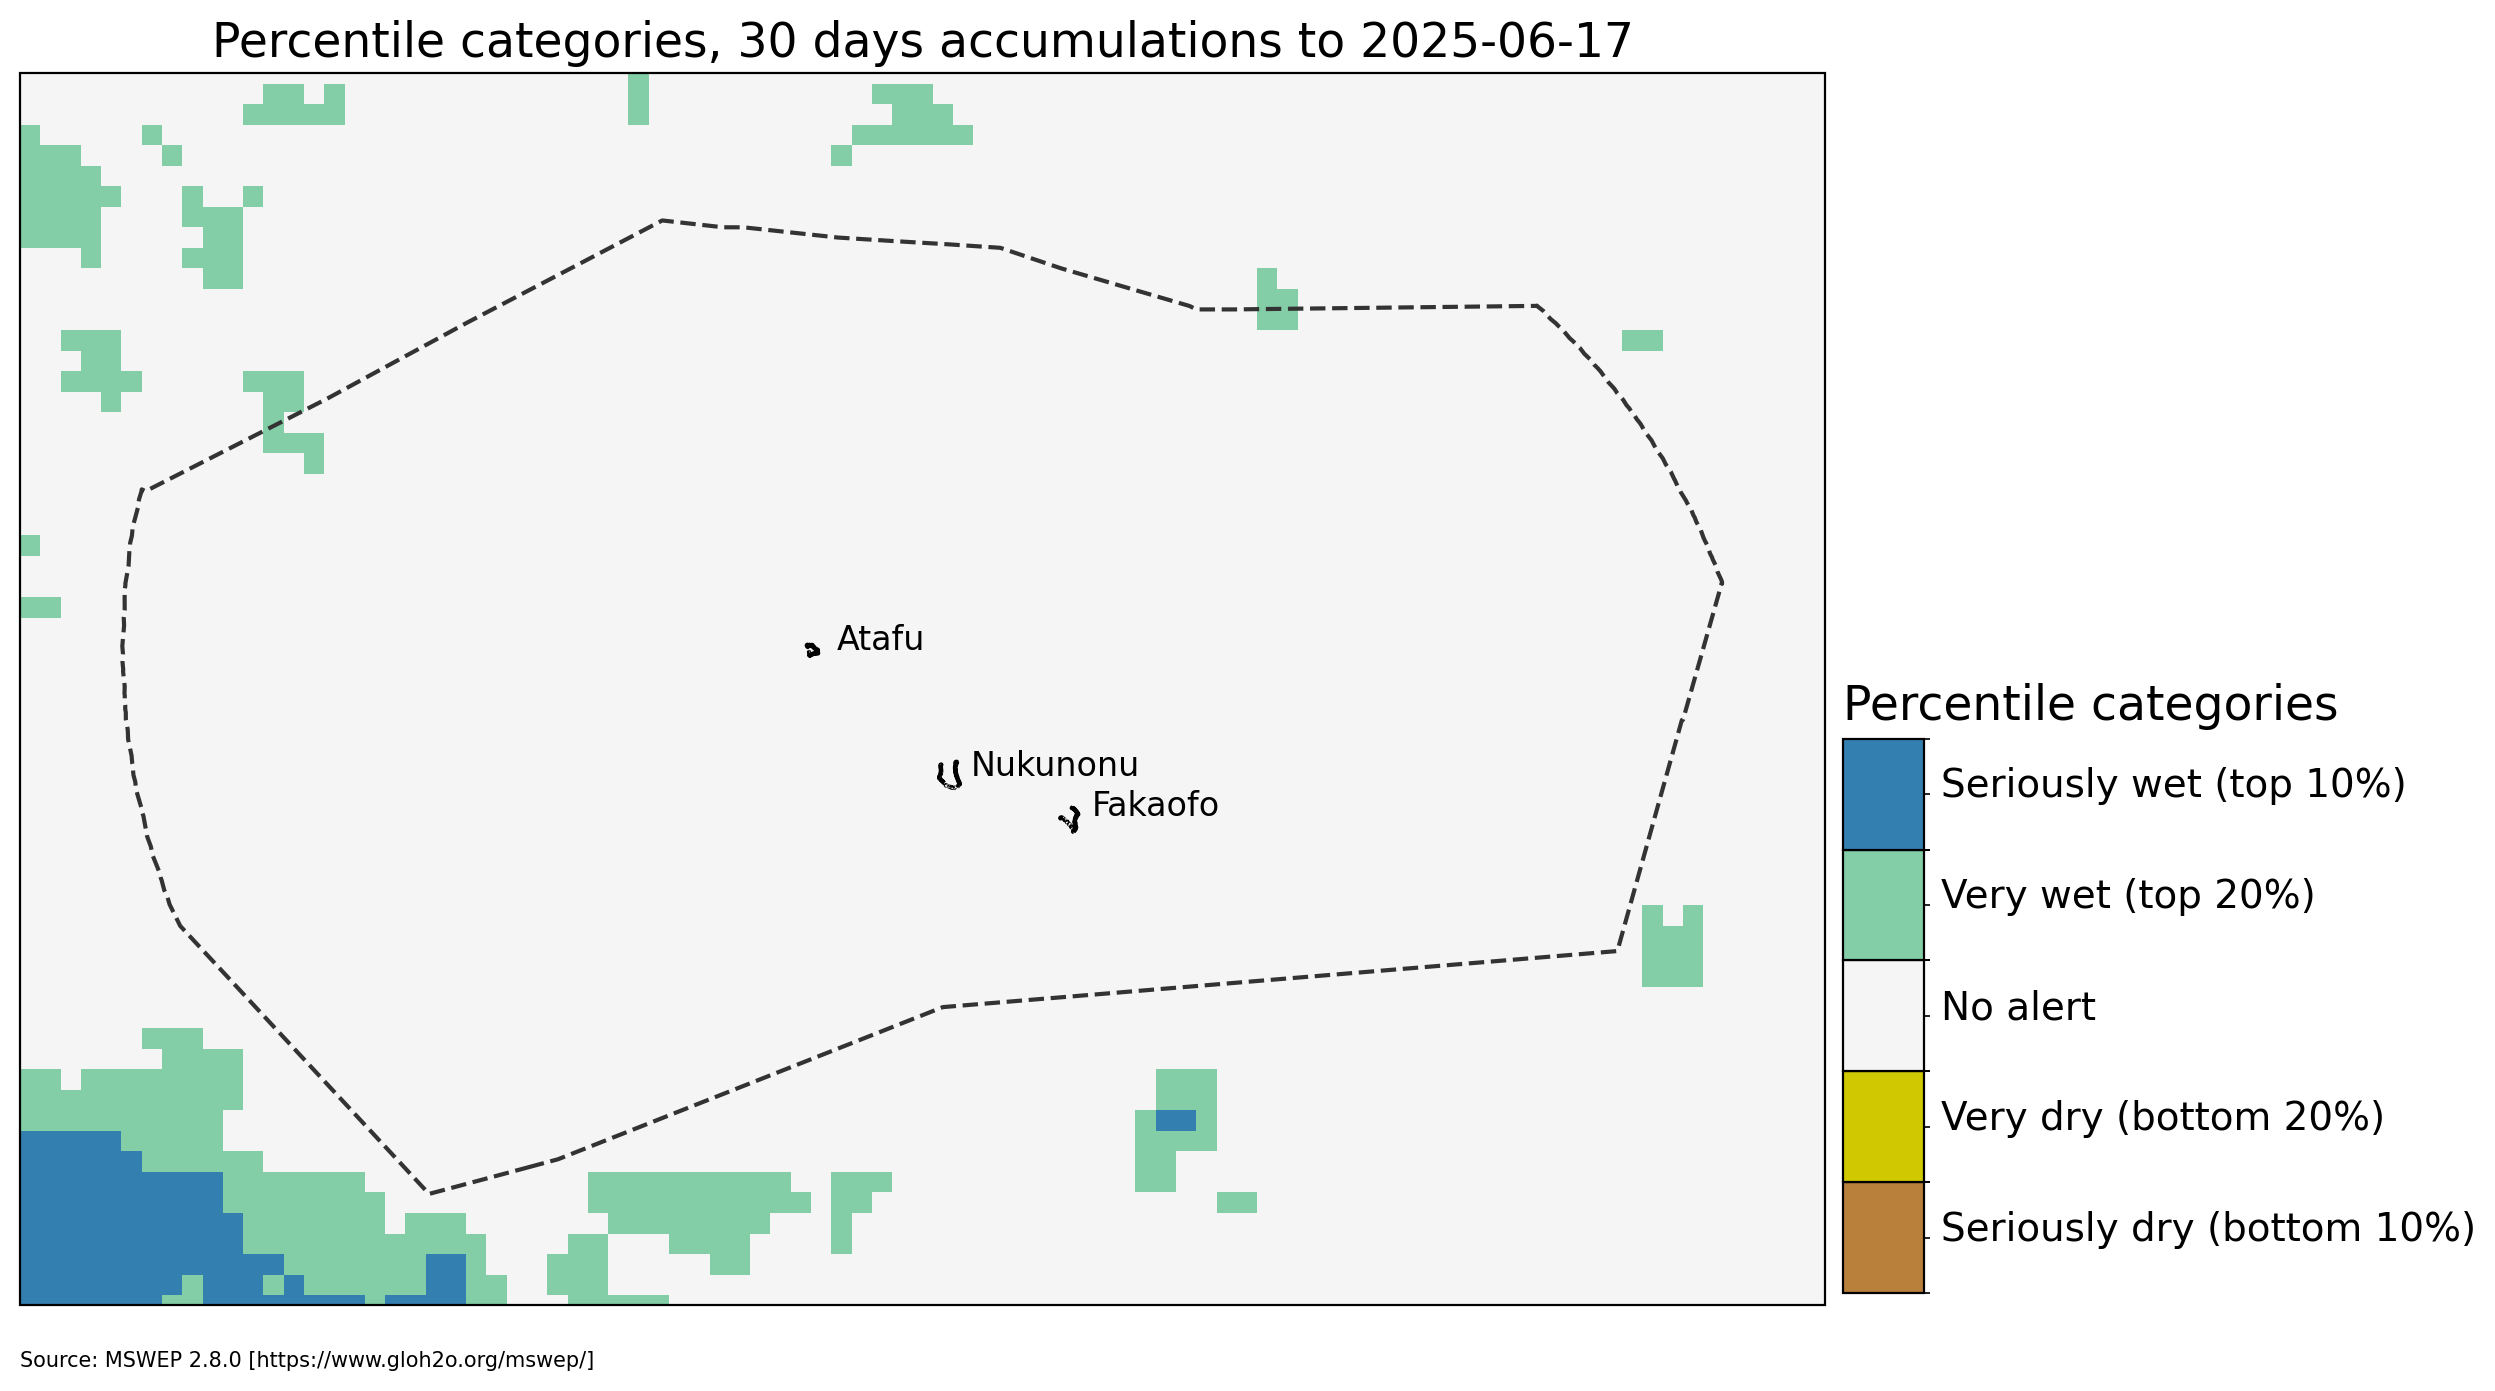 Percentile categories, 30 days accumulations to 2025-06-17
Atafu
Nukunonu
Fakaofo
Percentile categories
Seriously wet (top 10%)
Very wet (top 20%)
No alert
Very dry (bottom 20%)
Seriously dry (bottom 10%)
Source: MSWEP 2.8.0 [https://www.gloh2o.org/mswep/]